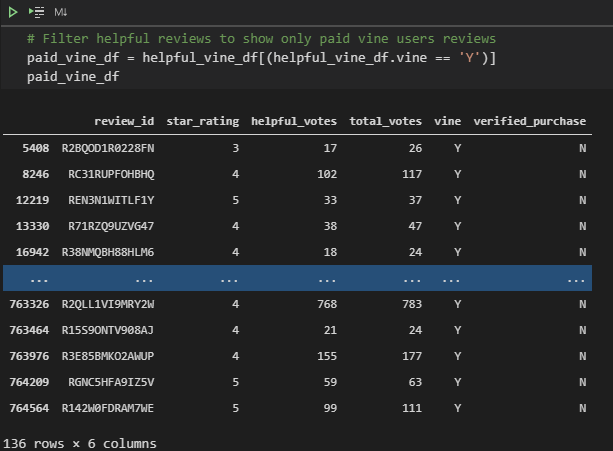 M↓
# Filter helpful reviews to show only paid vine users reviews
paid_vine_df = helpful_vine_df[(helpful_vine_df.vine == 'Y')]
paid_vine_df
review_id star_rating helpful_votes total_votes vine verified_purchase
5408 R2BQOD1R0228FN 3 17 26 Y N
8246 RC31RUPFOHBHQ 4 102 117 Y N
12219 REN3N1WITLF1Y 5 33 37 Y N
13330 R71RZQ9UZVG47 4 38 47 Y N
16942 R38NMQBH88HLM6 4 18 24 Y N
... ... ... ... ... ... ...
763326 R2QLL1VI9MRY2W 4 768 783 Y N
763464 R15S9ONTV908AJ 4 21 24 Y N
763976 R3E85BMKO2AWUP 4 155 177 Y N
764209 RGNC5HFA9IZ5V 5 59 63 Y N
764564 R142W0FDRAM7WE 5 99 111 Y N
136 rows × 6 columns